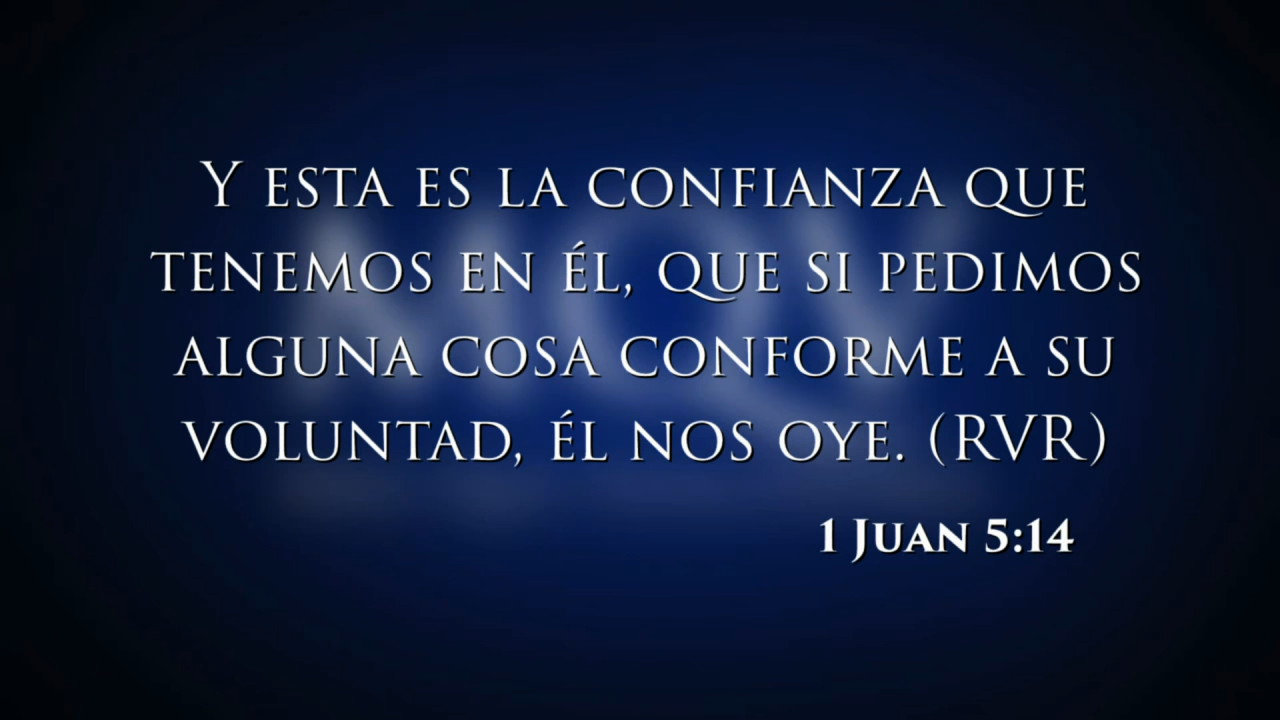 Y ESTA ES LA CONFIANZA QUE
TENEMOS EN ÉL, QUE SI PEDIMOS
ALGUNA COSA CONFORME A SU
VOLUNTAD, ÉL NOS OYE. (RVR)
1 JUAN 5:14